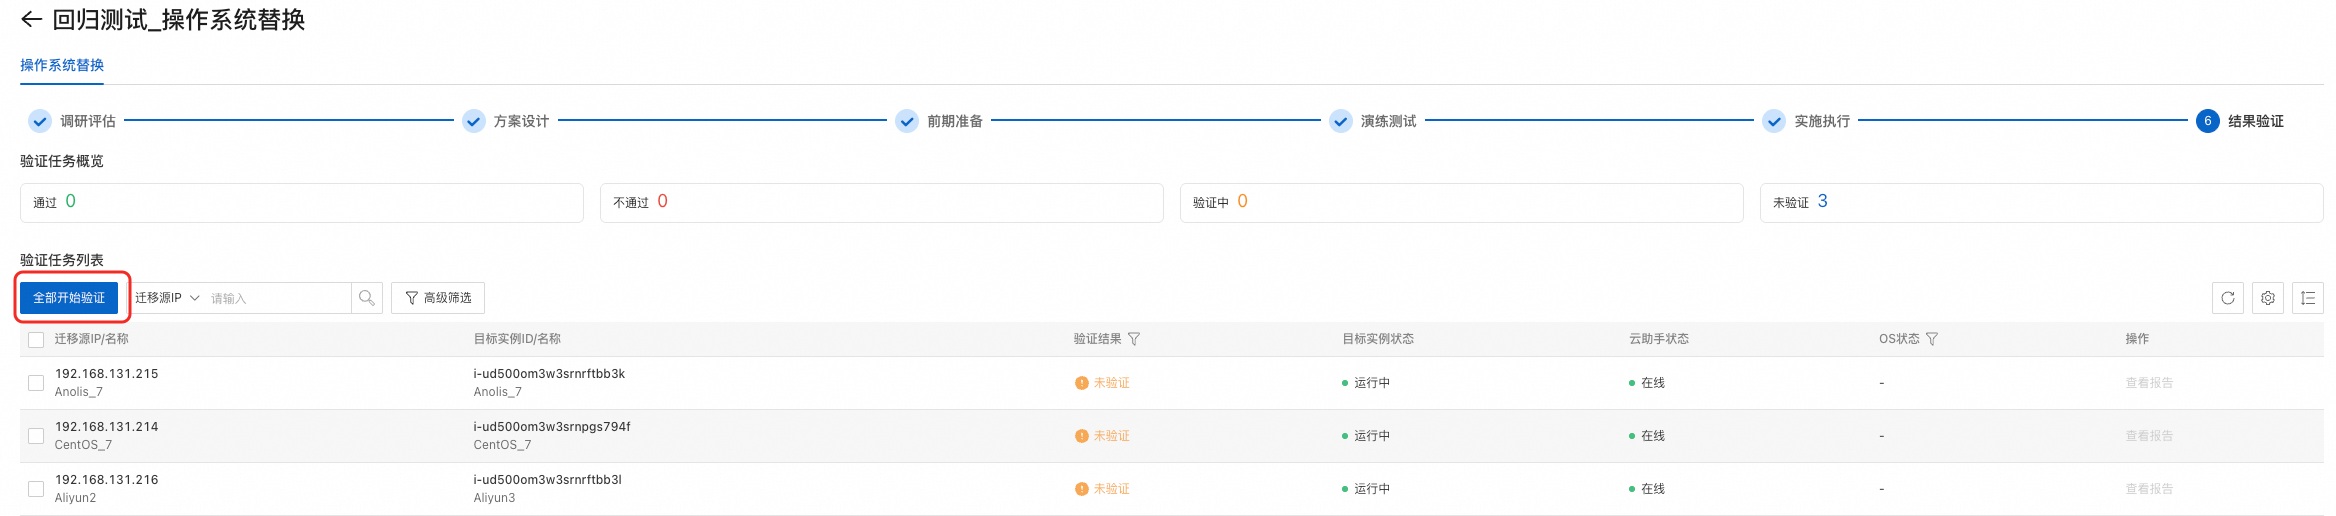 回归测试_操作系统替换
操作系统替换
调研评估 方案设计 前期准备 演练测试 实施执行 6 结果验证
验证任务概览
通过 0 不通过 0 验证中 0 未验证 3
验证任务列表
全部开始验证 迁移源IP 请输入 高级筛选
迁移源IP/名称 目标实例ID/名称 验证结果 目标实例状态 云助手状态 OS状态 操作
192.168.131.215 i-ud500om3w3srnrftbb3k 未验证 运行中 在线 - 查看报告
Anolis_7 Anolis_7
192.168.131.214 i-ud500om3w3srnpgs794f 未验证 运行中 在线 - 查看报告
CentOS_7 CentOS_7
192.168.131.216 i-ud500om3w3srnrftbb3l 未验证 运行中 在线 - 查看报告
Aliyun2 Aliyun3